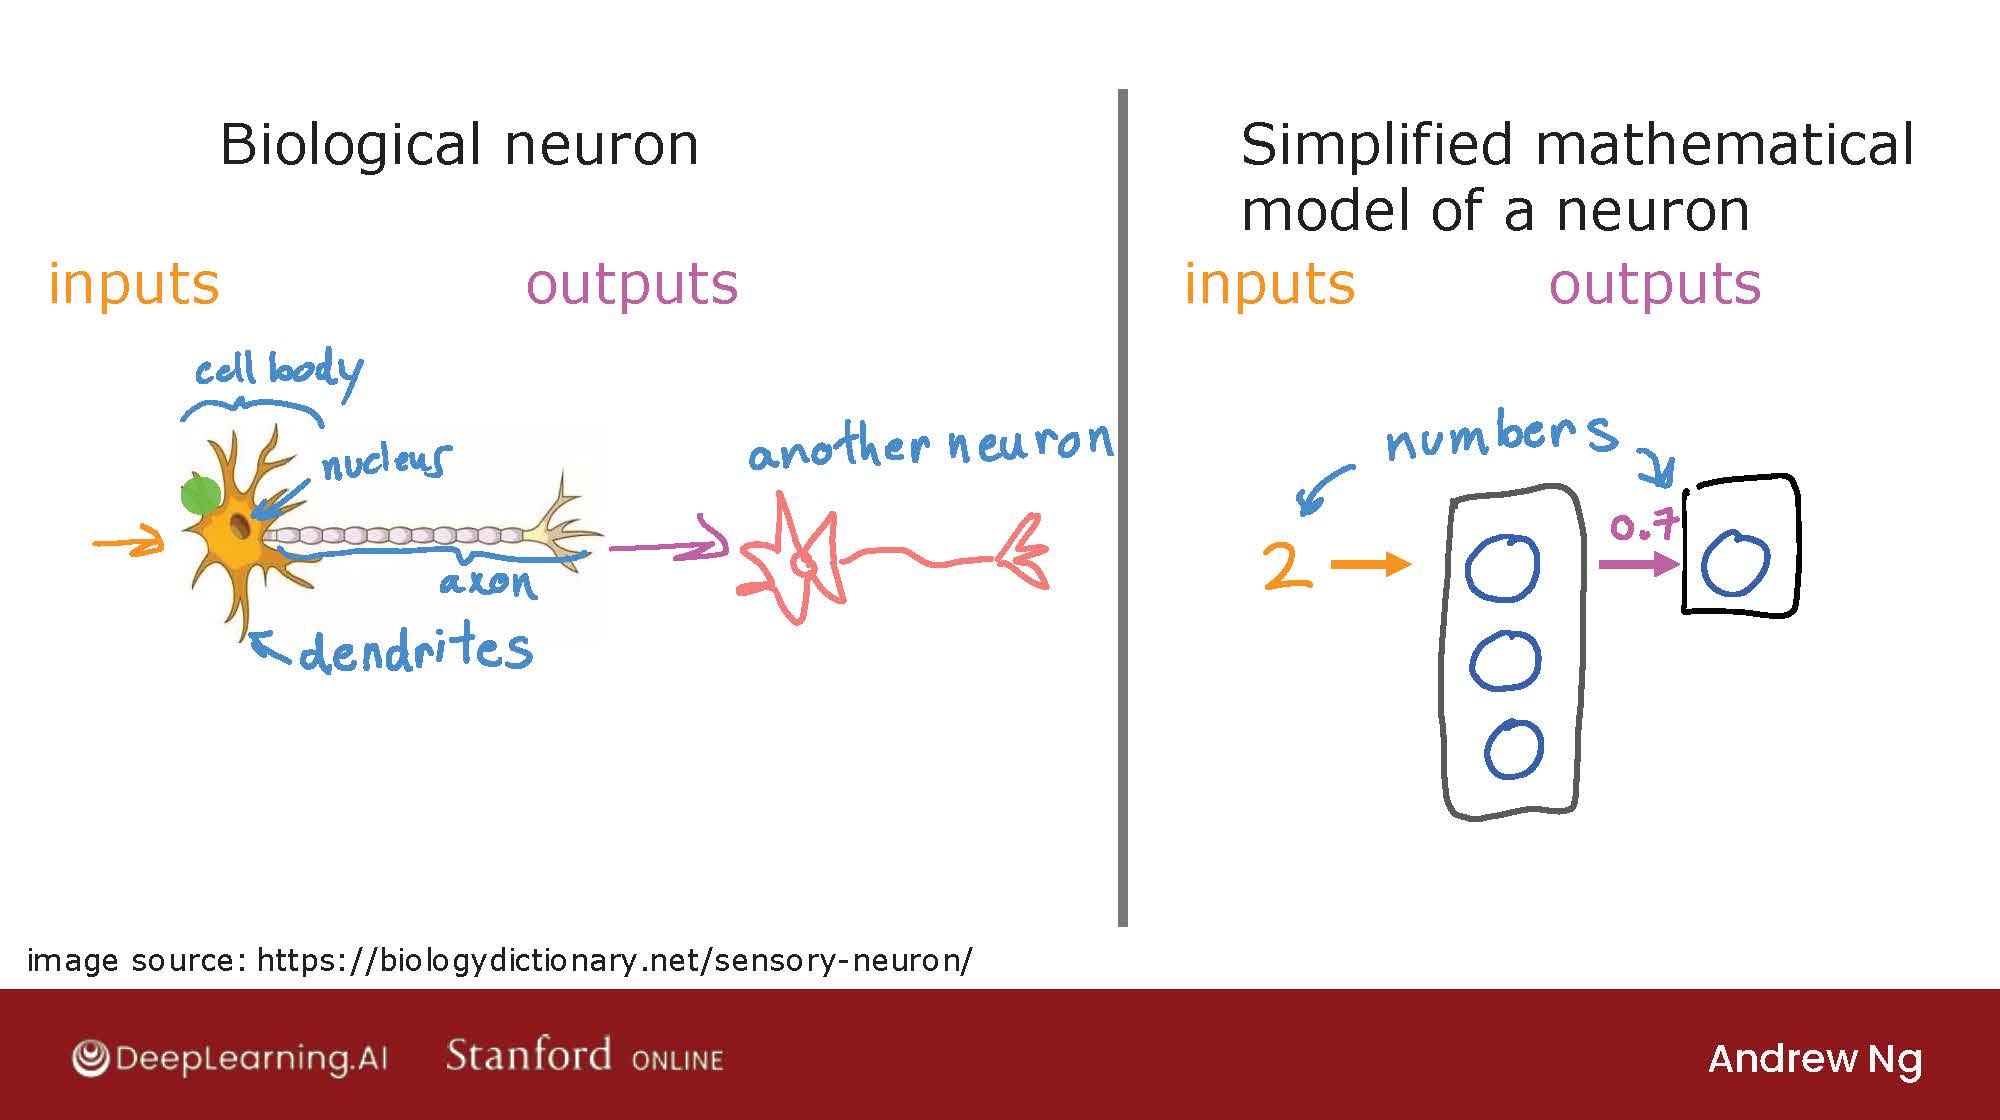 Biological neuron
inputs
outputs
cell body
nucleus
another neuron
axon
dendrites
image source: https://biologydictionary.net/sensory-neuron/
Simplified mathematical
model of a neuron
inputs
outputs
numbers
2
0.7
DeepLearning.AI
Stanford ONLINE
Andrew Ng